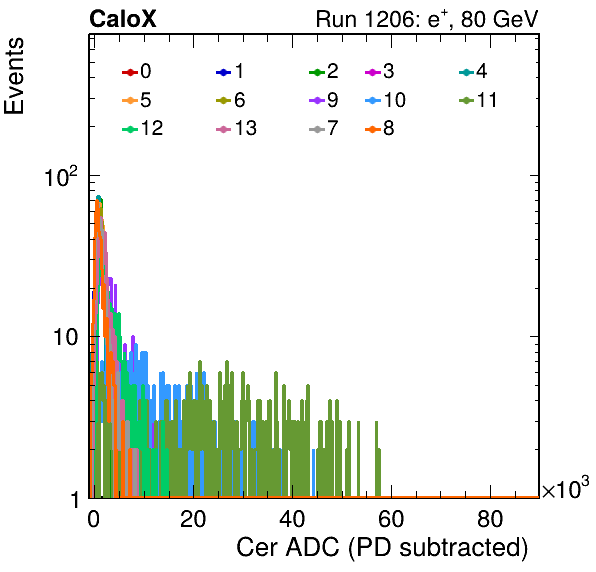 CaloX Run 1206: e⁺, 80 GeV
Events
0 1 2 3 4
5 6 9 10 11
12 13 7 8
10²
10
1
0 20 40 60 80 ×10³
Cer ADC (PD subtracted)